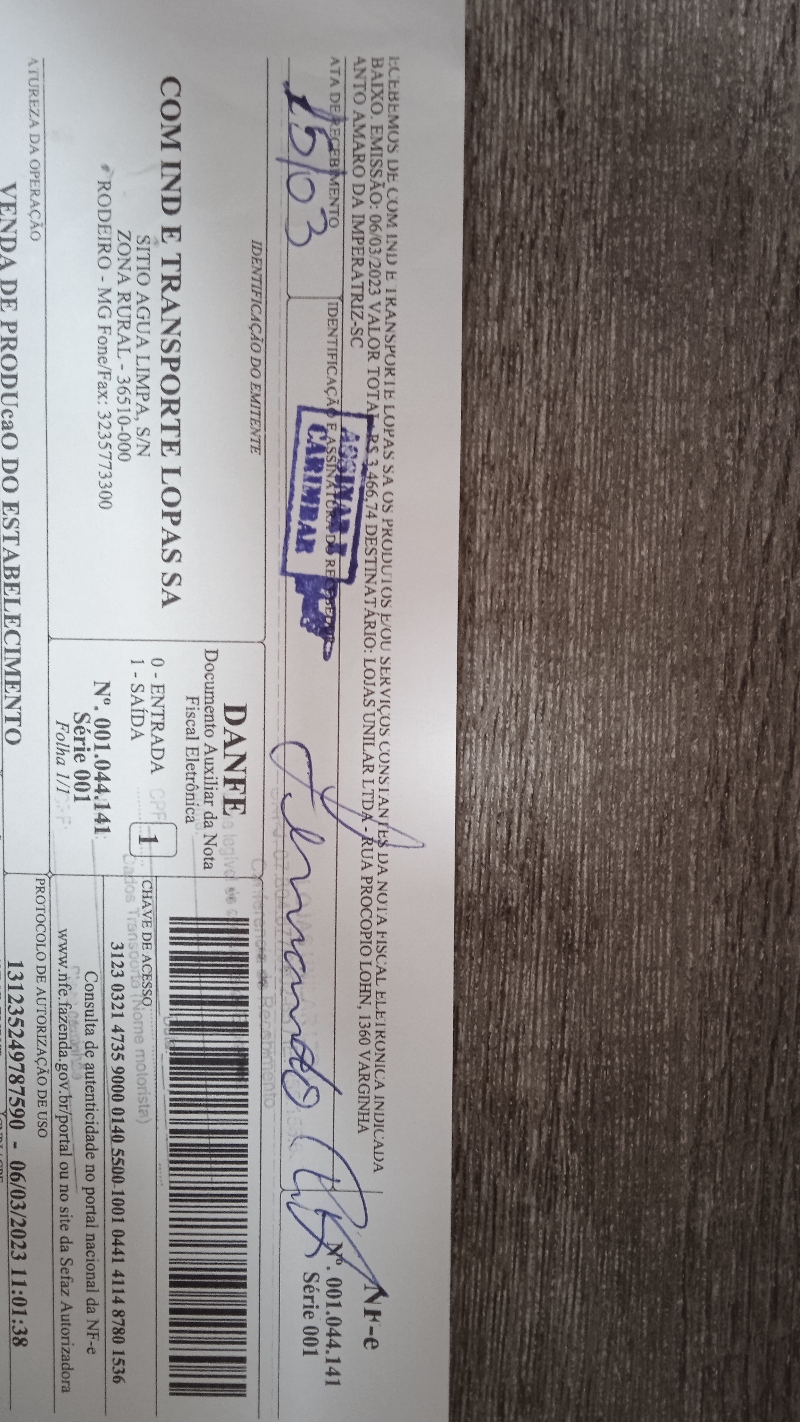 ECEBEMOS DE COM IND E TRANSPORTE LOPAS SA OS PRODUTOS E/OU SERVIÇOS CONSTANTES DA NOTA FISCAL ELETRONICA INDICADA
BAIXO. EMISSÃO: 06/03/2023 VALOR TOTAL: R$ 3.466,74 DESTINATÁRIO: LOJAS UNILAR LTDA - RUA PROCOPIO LOHN, 1360 VARGINHA
ANTO AMARO DA IMPERATRIZ-SC
NF-e
Nº. 001.044.141
Série 001
ATA DE RECEBIMENTO
15/03
IDENTIFICAÇÃO E ASSINATURA DO
ASSINAR E
CARIMBAR
Fernando
IDENTIFICAÇÃO DO EMITENTE
COM IND E TRANSPORTE LOPAS SA
SITIO AGUA LIMPA, S/N
ZONA RURAL - 36510-000
RODEIRO - MG Fone/Fax: 3235773300
DANFE
Documento Auxiliar da Nota
Fiscal Eletrônica
0 - ENTRADA
1 - SAÍDA
1
Nº. 001.044.141
Série 001
Folha 1/1
de Recebimento
Dados Transporte (Nome motorista)
CHAVE DE ACESSO
3123 0321 4735 9000 0140 5500 1001 0441 4114 8780 1536
Consulta de autenticidade no portal nacional da NF-e
www.nfe.fazenda.gov.br/portal ou no site da Sefaz Autorizadora
ATUREZA DA OPERAÇÃO
VENDA DE PRODUcaO DO ESTABELECIMENTO
PROTOCOLO DE AUTORIZAÇÃO DE USO
131235249787590 - 06/03/2023 11:01:38